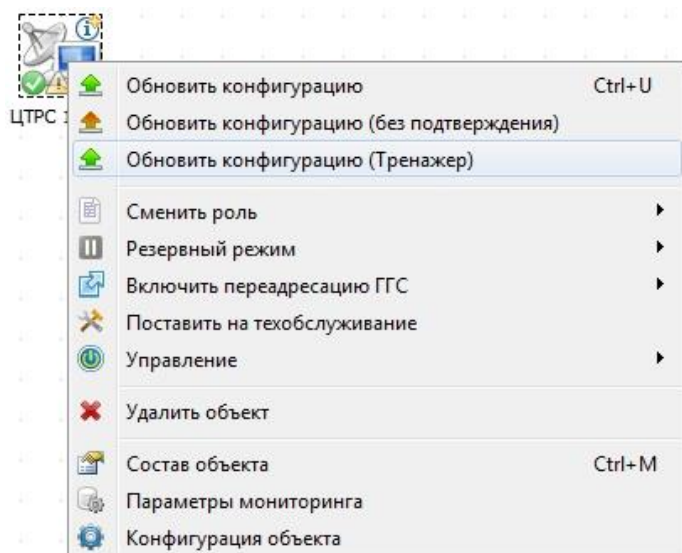 Обновить конфигурацию Ctrl+U
ЦТРС 1
Обновить конфигурацию (без подтверждения)
Обновить конфигурацию (Тренажер)
Сменить роль
Резервный режим
Включить переадресацию ГГС
Поставить на техобслуживание
Управление
Удалить объект
Состав объекта Ctrl+M
Параметры мониторинга
Конфигурация объекта